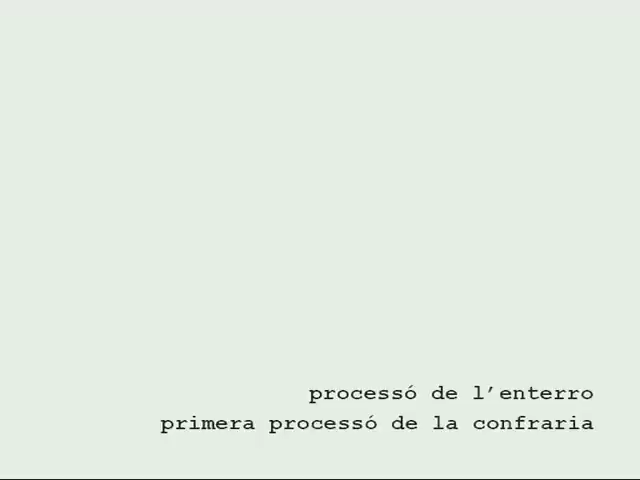 processó de l’enterro
primera processó de la confraria